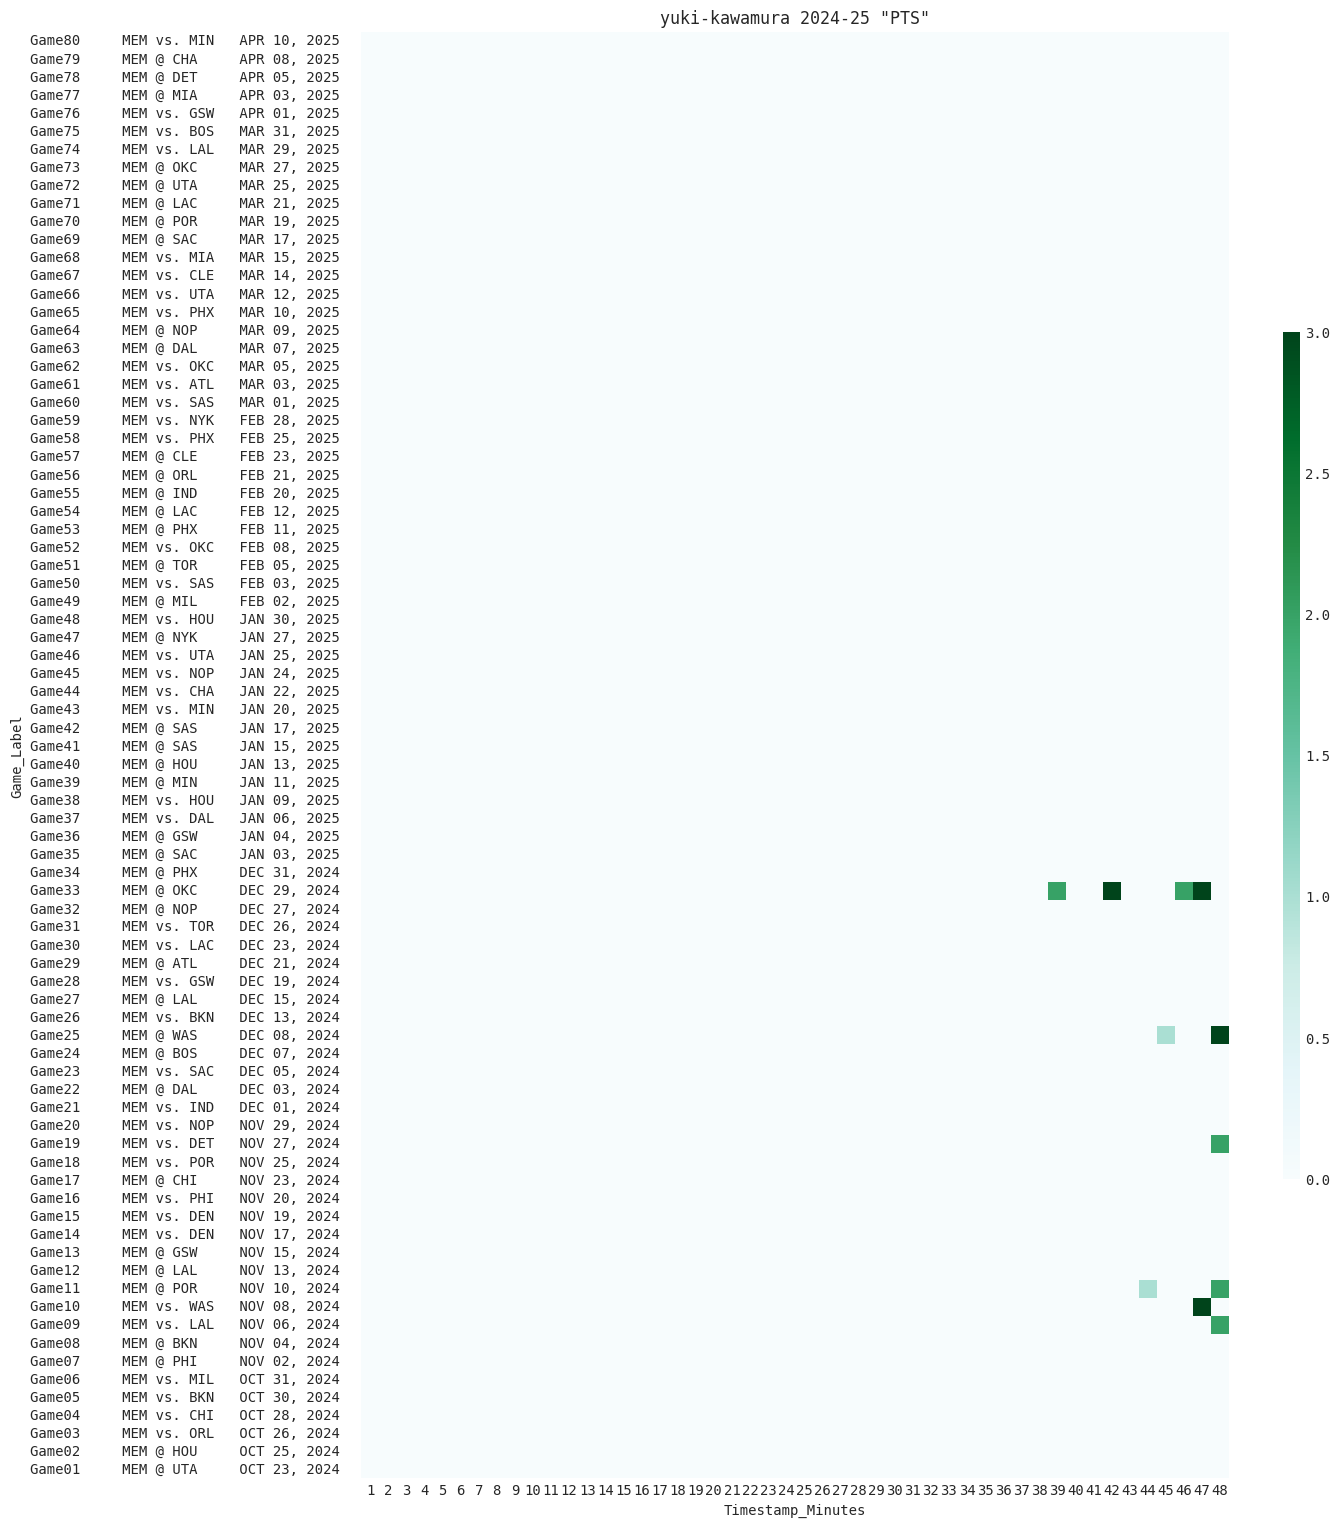 yuki-kawamura 2024-25 "PTS"
Game80 MEM vs. MIN APR 10, 2025
Game79 MEM @ CHA APR 08, 2025
Game78 MEM @ DET APR 05, 2025
Game77 MEM @ MIA APR 03, 2025
Game76 MEM vs. GSW APR 01, 2025
Game75 MEM vs. BOS MAR 31, 2025
Game74 MEM vs. LAL MAR 29, 2025
Game73 MEM @ OKC MAR 27, 2025
Game72 MEM @ UTA MAR 25, 2025
Game71 MEM @ LAC MAR 21, 2025
Game70 MEM @ POR MAR 19, 2025
Game69 MEM @ SAC MAR 17, 2025
Game68 MEM vs. MIA MAR 15, 2025
Game67 MEM vs. CLE MAR 14, 2025
Game66 MEM vs. UTA MAR 12, 2025
Game65 MEM vs. PHX MAR 10, 2025
Game64 MEM @ NOP MAR 09, 2025
Game63 MEM @ DAL MAR 07, 2025
Game62 MEM vs. OKC MAR 05, 2025
Game61 MEM vs. ATL MAR 03, 2025
Game60 MEM vs. SAS MAR 01, 2025
Game59 MEM vs. NYK FEB 28, 2025
Game58 MEM vs. PHX FEB 25, 2025
Game57 MEM @ CLE FEB 23, 2025
Game56 MEM @ ORL FEB 21, 2025
Game55 MEM @ IND FEB 20, 2025
Game54 MEM @ LAC FEB 12, 2025
Game53 MEM @ PHX FEB 11, 2025
Game52 MEM vs. OKC FEB 08, 2025
Game51 MEM @ TOR FEB 05, 2025
Game50 MEM vs. SAS FEB 03, 2025
Game49 MEM @ MIL FEB 02, 2025
Game48 MEM vs. HOU JAN 30, 2025
Game47 MEM @ NYK JAN 27, 2025
Game46 MEM vs. UTA JAN 25, 2025
Game45 MEM vs. NOP JAN 24, 2025
Game44 MEM vs. CHA JAN 22, 2025
Game43 MEM vs. MIN JAN 20, 2025
Game42 MEM @ SAS JAN 17, 2025
Game41 MEM @ SAS JAN 15, 2025
Game40 MEM @ HOU JAN 13, 2025
Game39 MEM @ MIN JAN 11, 2025
Game38 MEM vs. HOU JAN 09, 2025
Game37 MEM vs. DAL JAN 06, 2025
Game36 MEM @ GSW JAN 04, 2025
Game35 MEM @ SAC JAN 03, 2025
Game34 MEM @ PHX DEC 31, 2024
Game33 MEM @ OKC DEC 29, 2024
Game32 MEM @ NOP DEC 27, 2024
Game31 MEM vs. TOR DEC 26, 2024
Game30 MEM vs. LAC DEC 23, 2024
Game29 MEM @ ATL DEC 21, 2024
Game28 MEM vs. GSW DEC 19, 2024
Game27 MEM @ LAL DEC 15, 2024
Game26 MEM vs. BKN DEC 13, 2024
Game25 MEM @ WAS DEC 08, 2024
Game24 MEM @ BOS DEC 07, 2024
Game23 MEM vs. SAC DEC 05, 2024
Game22 MEM @ DAL DEC 03, 2024
Game21 MEM vs. IND DEC 01, 2024
Game20 MEM vs. NOP NOV 29, 2024
Game19 MEM vs. DET NOV 27, 2024
Game18 MEM vs. POR NOV 25, 2024
Game17 MEM @ CHI NOV 23, 2024
Game16 MEM vs. PHI NOV 20, 2024
Game15 MEM vs. DEN NOV 19, 2024
Game14 MEM vs. DEN NOV 17, 2024
Game13 MEM @ GSW NOV 15, 2024
Game12 MEM @ LAL NOV 13, 2024
Game11 MEM @ POR NOV 10, 2024
Game10 MEM vs. WAS NOV 08, 2024
Game09 MEM vs. LAL NOV 06, 2024
Game08 MEM @ BKN NOV 04, 2024
Game07 MEM @ PHI NOV 02, 2024
Game06 MEM vs. MIL OCT 31, 2024
Game05 MEM vs. BKN OCT 30, 2024
Game04 MEM vs. CHI OCT 28, 2024
Game03 MEM vs. ORL OCT 26, 2024
Game02 MEM @ HOU OCT 25, 2024
Game01 MEM @ UTA OCT 23, 2024
Game_Label
1 2 3 4 5 6 7 8 9 10 11 12 13 14 15 16 17 18 19 20 21 22 23 24 25 26 27 28 29 30 31 32 33 34 35 36 37 38 39 40 41 42 43 44 45 46 47 48
Timestamp_Minutes
3.0
2.5
2.0
1.5
1.0
0.5
0.0